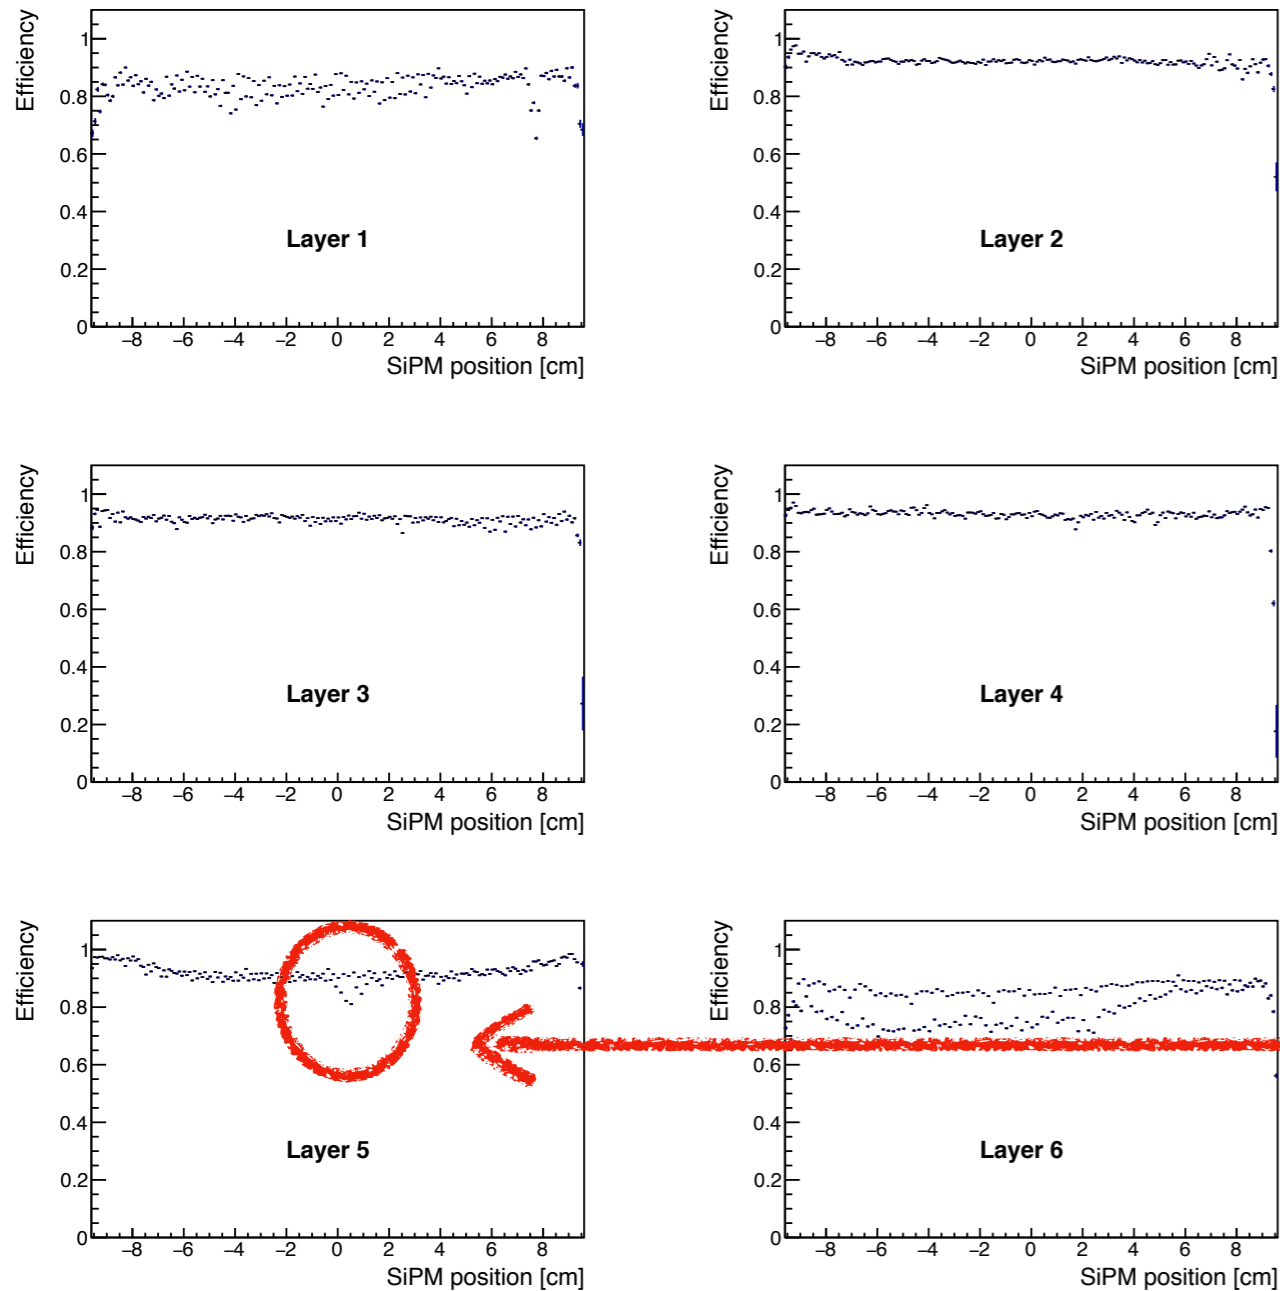 Efficiency
1
0.8
0.6
0.4
0.2
0
Layer 1
−8 −6 −4 −2 0 2 4 6 8
SiPM position [cm]
Efficiency
1
0.8
0.6
0.4
0.2
0
Layer 2
−8 −6 −4 −2 0 2 4 6 8
SiPM position [cm]
Efficiency
1
0.8
0.6
0.4
0.2
0
Layer 3
−8 −6 −4 −2 0 2 4 6 8
SiPM position [cm]
Efficiency
1
0.8
0.6
0.4
0.2
0
Layer 4
−8 −6 −4 −2 0 2 4 6 8
SiPM position [cm]
Efficiency
1
0.8
0.6
0.4
0.2
0
Layer 5
−8 −6 −4 −2 0 2 4 6 8
SiPM position [cm]
Efficiency
1
0.8
0.6
0.4
0.2
0
Layer 6
−8 −6 −4 −2 0 2 4 6 8
SiPM position [cm]